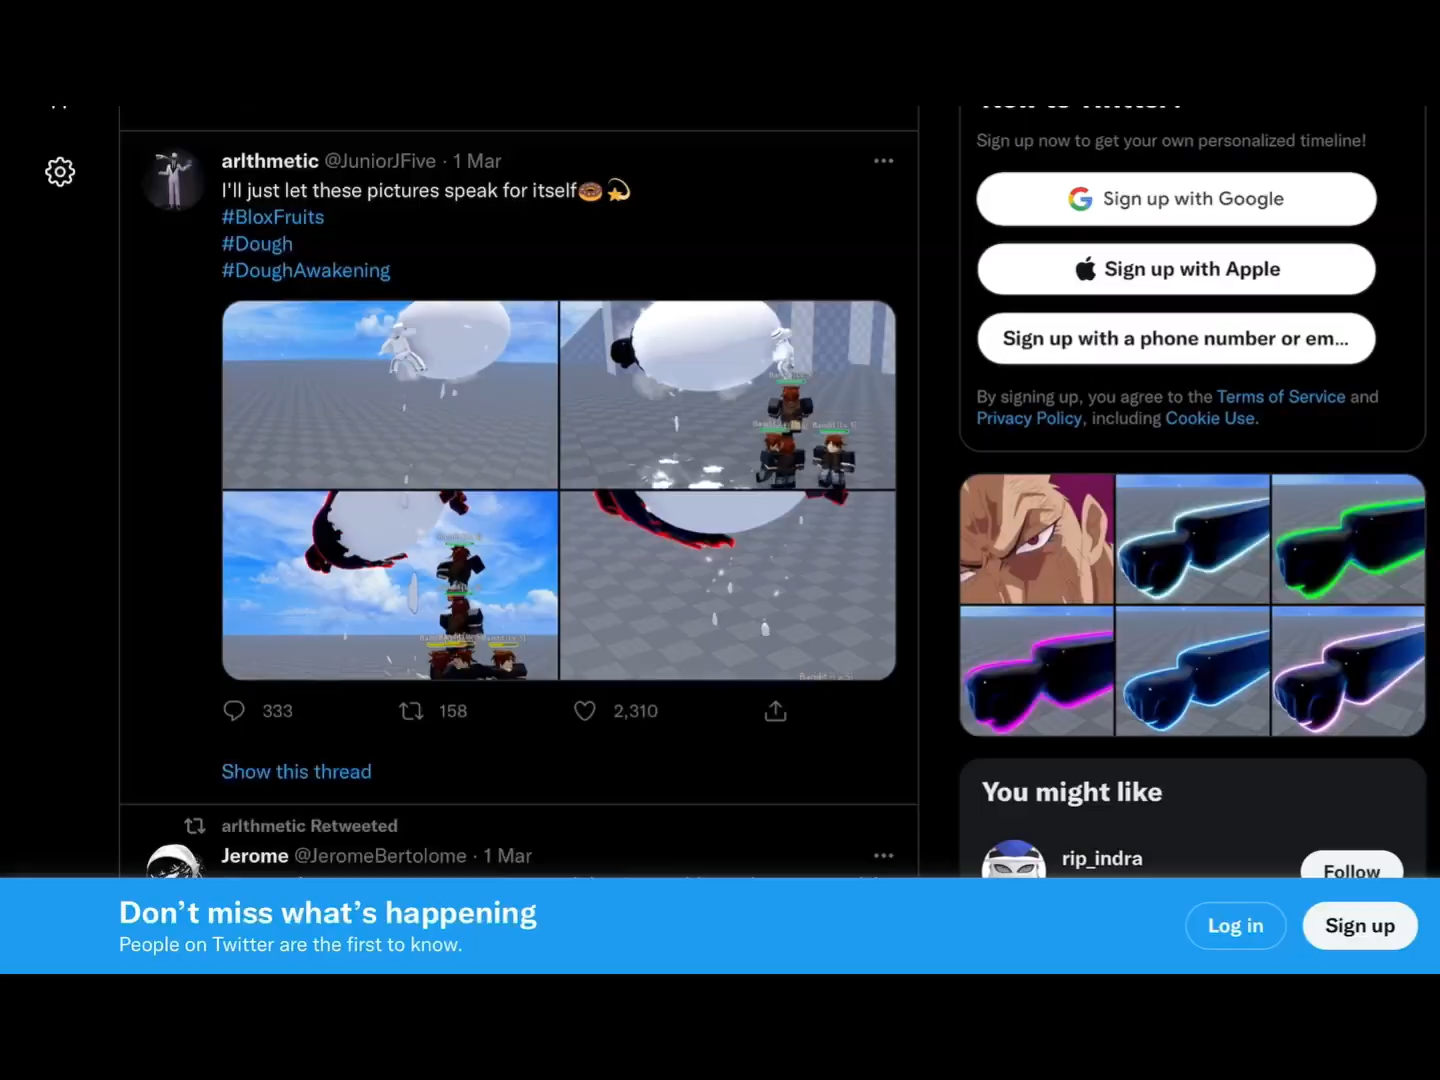 Sign up now to get your own personalized timeline!
Sign up with Google
Sign up with Apple
Sign up with a phone number or em...
By signing up, you agree to the Terms of Service and
Privacy Policy, including Cookie Use.
arlthmetic @JuniorJFive · 1 Mar
I'll just let these pictures speak for itself🍩💫
#BloxFruits
#Dough
#DoughAwakening
333
158
2,310
Show this thread
arlthmetic Retweeted
Jerome @JeromeBertolome · 1 Mar
You might like
rip_indra
Follow
Don't miss what's happening
People on Twitter are the first to know.
Log in
Sign up